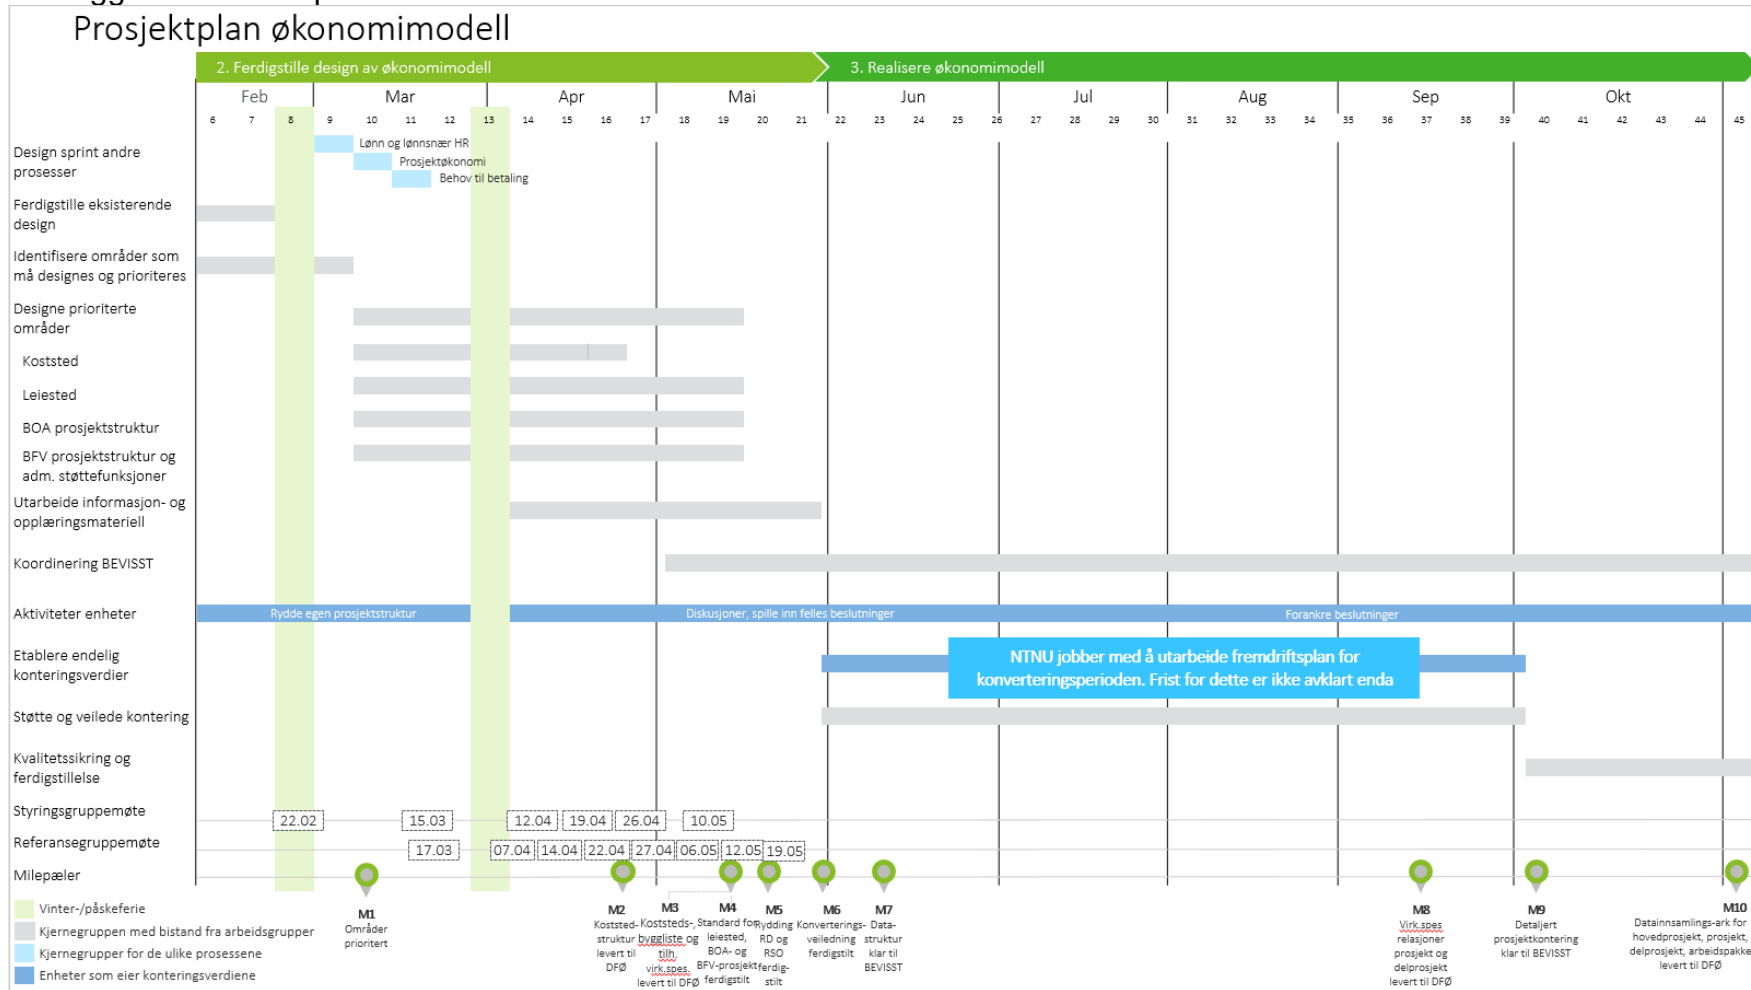 Prosjektplan økonomimodell
2. Ferdigstille design av økonomimodell
3. Realisere økonomimodell
Feb Mar Apr Mai Jun Jul Aug Sep Okt
6 7 8 9 10 11 12 13 14 15 16 17 18 19 20 21 22 23 24 25 26 27 28 29 30 31 32 33 34 35 36 37 38 39 40 41 42 43 44 45
Design sprint andre
prosesser
Lønn og lønnsnær HR
Prosjektøkonomi
Behov til betaling
Ferdigstille eksisterende
design
Identifisere områder som
må designes og prioriteres
Designe prioriterte
områder
Koststed
Leiested
BOA prosjektstruktur
BFV prosjektstruktur og
adm. støttefunksjoner
Utarbeide informasjon- og
opplæringsmateriell
Koordinering BEVISST
Aktiviteter enheter
Rydde egen prosjektstruktur
Diskusjoner, spille inn felles beslutninger
Forankre beslutninger
Etablere endelig
konteringsverdier
NTNU jobber med å utarbeide fremdriftsplan for
konverteringsperioden. Frist for dette er ikke avklart enda
Støtte og veilede kontering
Kvalitetssikring og
ferdigstillelse
Styringsgruppemøte
22.02 15.03 12.04 19.04 26.04 10.05
Referansegruppemøte
17.03 07.04 14.04 22.04 27.04 06.05 12.05 19.05
Milepæler
M1
Områder
prioritert
M2
Koststed-
struktur
levert til
DFØ
M3
Koststeds-,
byggliste og
tilh.
virk.spes.
levert til DFØ
M4
Standard for
leiested,
BOA- og
BFV-prosjekt
ferdigstilt
M5
Rydding
RD og
RSO
ferdig-
stilt
M6
Konverterings-
veiledning
ferdigstilt
M7
Data-
struktur
klar til
BEVISST
M8
Virk.spes
relasjoner
prosjekt og
delprosjekt
levert til DFØ
M9
Detaljert
prosjektkontering
klar til BEVISST
M10
Datainnsamlings-ark for
hovedprosjekt, prosjekt,
delprosjekt, arbeidspakke
levert til DFØ
Vinter-/påskeferie
Kjernegruppen med bistand fra arbeidsgrupper
Kjernegrupper for de ulike prosessene
Enheter som eier konteringsverdiene